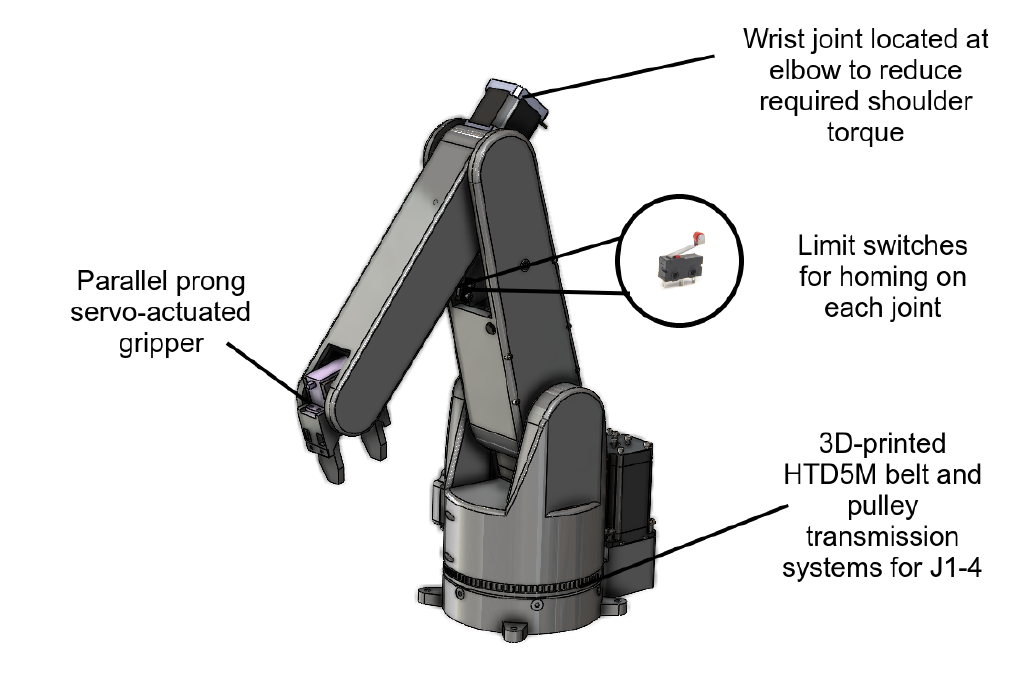 Wrist joint located at
elbow to reduce
required shoulder
torque
Limit switches
for homing on
each joint
Parallel prong
servo-actuated
gripper
3D-printed
HTD5M belt and
pulley
transmission
systems for J1-4